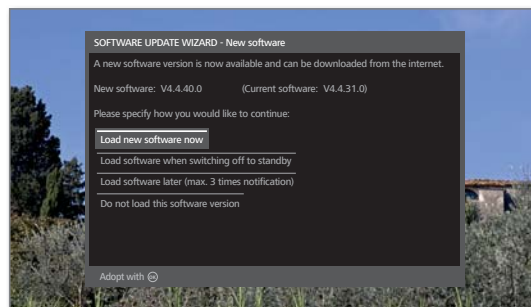 SOFTWARE UPDATE WIZARD - New software
A new software version is now available and can be downloaded from the internet.
New software: V4.4.40.0 (Current software: V4.4.31.0)
Please specify how you would like to continue:
Load new software now
Load software when switching off to standby
Load software later (max. 3 times notification)
Do not load this software version
Adopt with OK